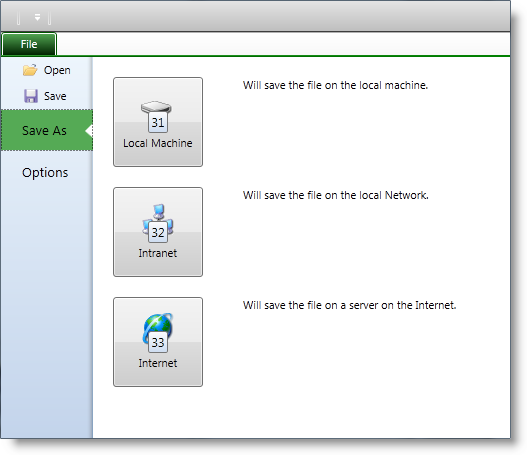 File
Open
Save
Save As
Options
31
Local Machine
Will save the file on the local machine.
32
Intranet
Will save the file on the local Network.
33
Internet
Will save the file on a server on the Internet.